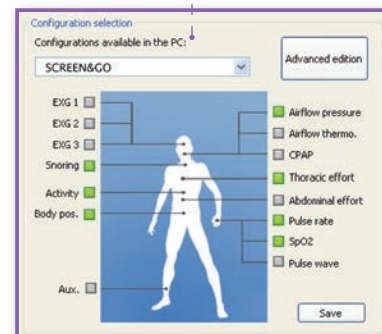 Configuration selection
Configurations available in the PC:
SCREEN&GO
Advanced edition
EXG 1
EXG 2
EXG 3
Snoring
Activity
Body pos.
Aux.
Airflow pressure
Airflow thermo.
CPAP
Thoracic effort
Abdominal effort
Pulse rate
SpO2
Pulse wave
Save